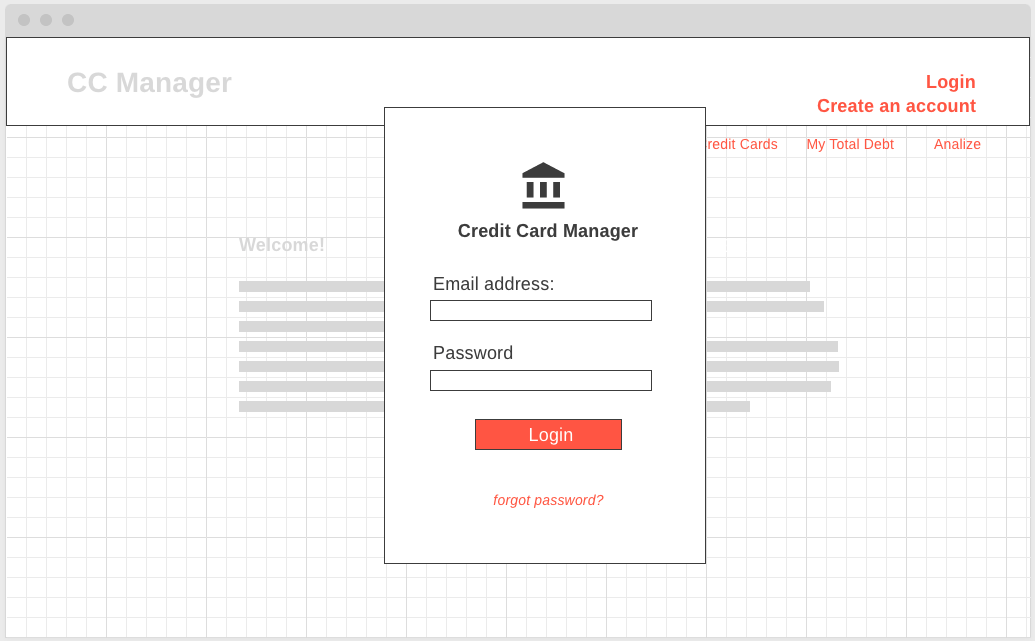 CC Manager
Login
Create an account
redit Cards
My Total Debt
Analize
Welcome!
Credit Card Manager
Email address:
Password
Login
forgot password?